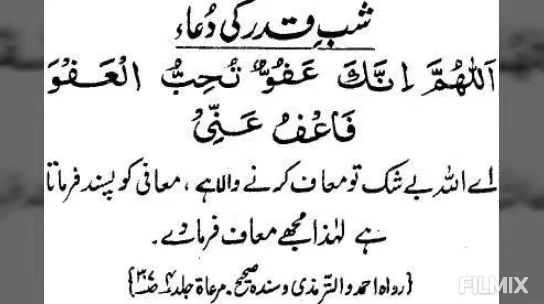 شبِ قدر کی دُعاء
اَللّٰهُمَّ اِنَّكَ عَفُوٌّ تُحِبُّ الْعَفْوَ
فَاعْفُ عَنِّیْ
اے اللہ بے شک تو معاف کرنے والا ہے، معافی کو پسند فرماتا
ہے لہٰذا مجھے معاف فرمادے۔
{رواہ احمد والترمذی وسندہ صحیح۔ مرعاۃ جلد
FILMIX